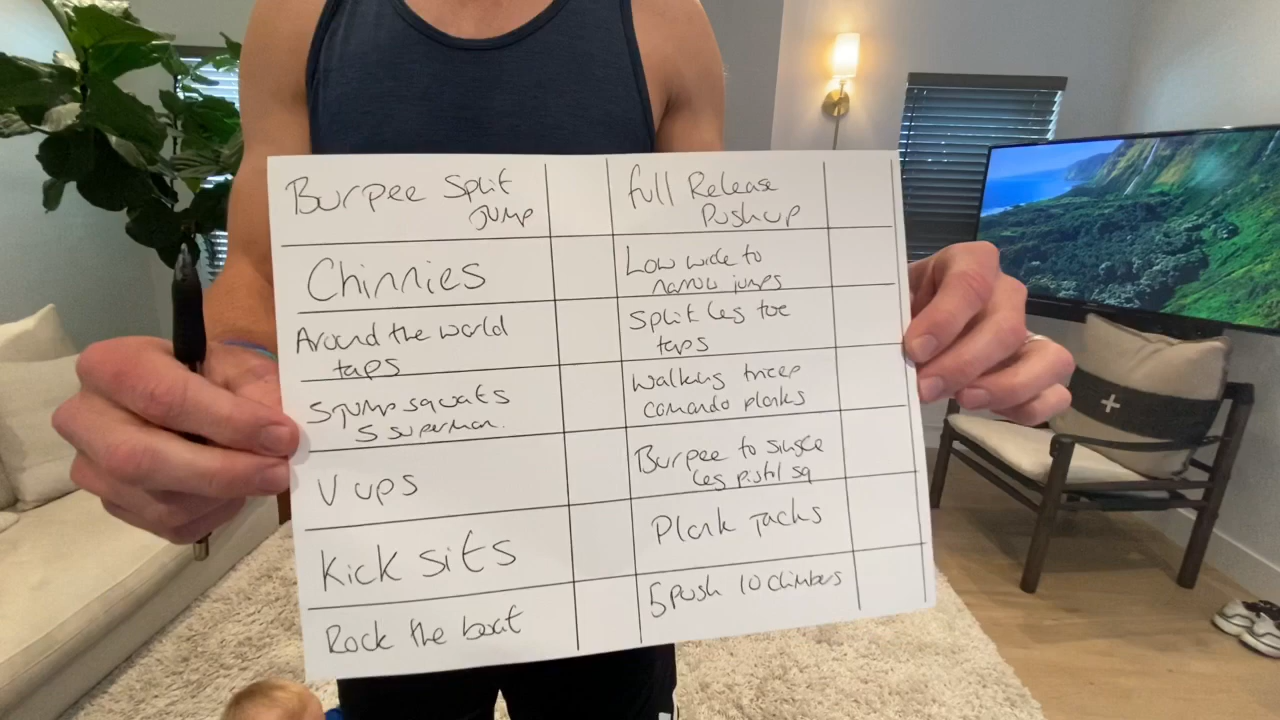 Burpee Split
Jump
Chinnies
Around the world
taps
5 Jump squats
5 superman.
V ups
Kick sits
Rock the boat
full Release
Pushup
Low wide to
narrow jumps
Split leg toe
taps
Walking tricep
comando planks
Burpee to single
leg pistol sq
Plank Jacks
5 Push 10 climbers